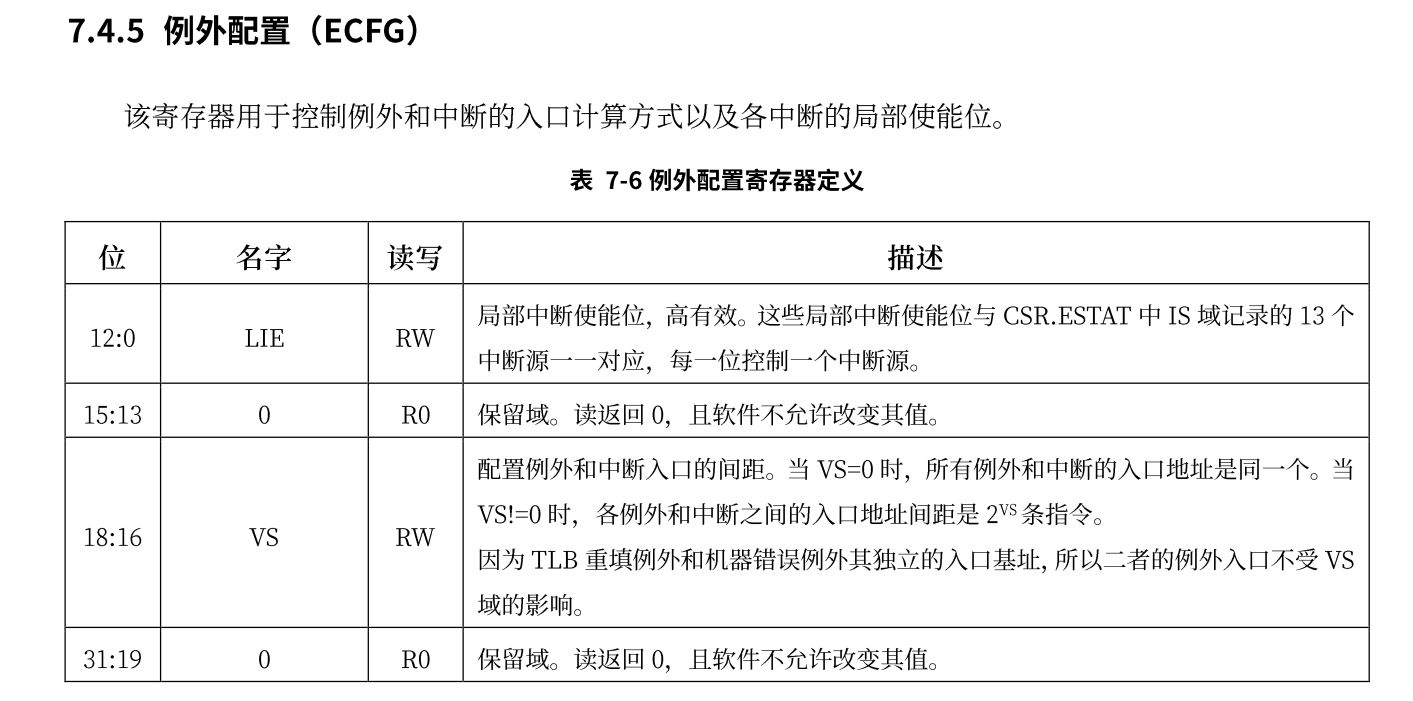 7.4.5 例外配置（ECFG）
该寄存器用于控制例外和中断的入口计算方式以及各中断的局部使能位。
表 7-6 例外配置寄存器定义
位 名字 读写 描述
12:0 LIE RW 局部中断使能位，高有效。这些局部中断使能位与 CSR.ESTAT 中 IS 域记录的 13 个
中断源一一对应，每一位控制一个中断源。
15:13 0 R0 保留域。读返回 0，且软件不允许改变其值。
18:16 VS RW 配置例外和中断入口的间距。当 VS=0 时，所有例外和中断的入口地址是同一个。当
VS!=0 时，各例外和中断之间的入口地址间距是 2^VS 条指令。
因为 TLB 重填例外和机器错误例外其独立的入口基址，所以二者的例外入口不受 VS
域的影响。
31:19 0 R0 保留域。读返回 0，且软件不允许改变其值。